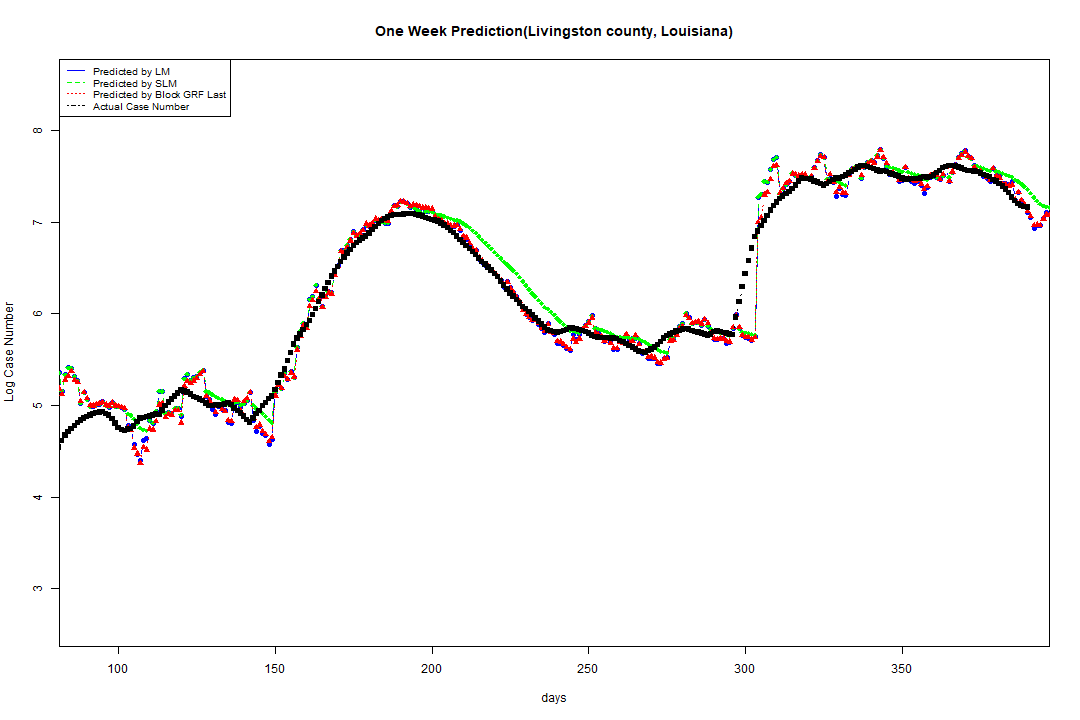 One Week Prediction(Livingston county, Louisiana)
Predicted by LM
Predicted by SLM
Predicted by Block GRF Last
Actual Case Number
8
7
6
5
4
3
Log Case Number
100 150 200 250 300 350
days